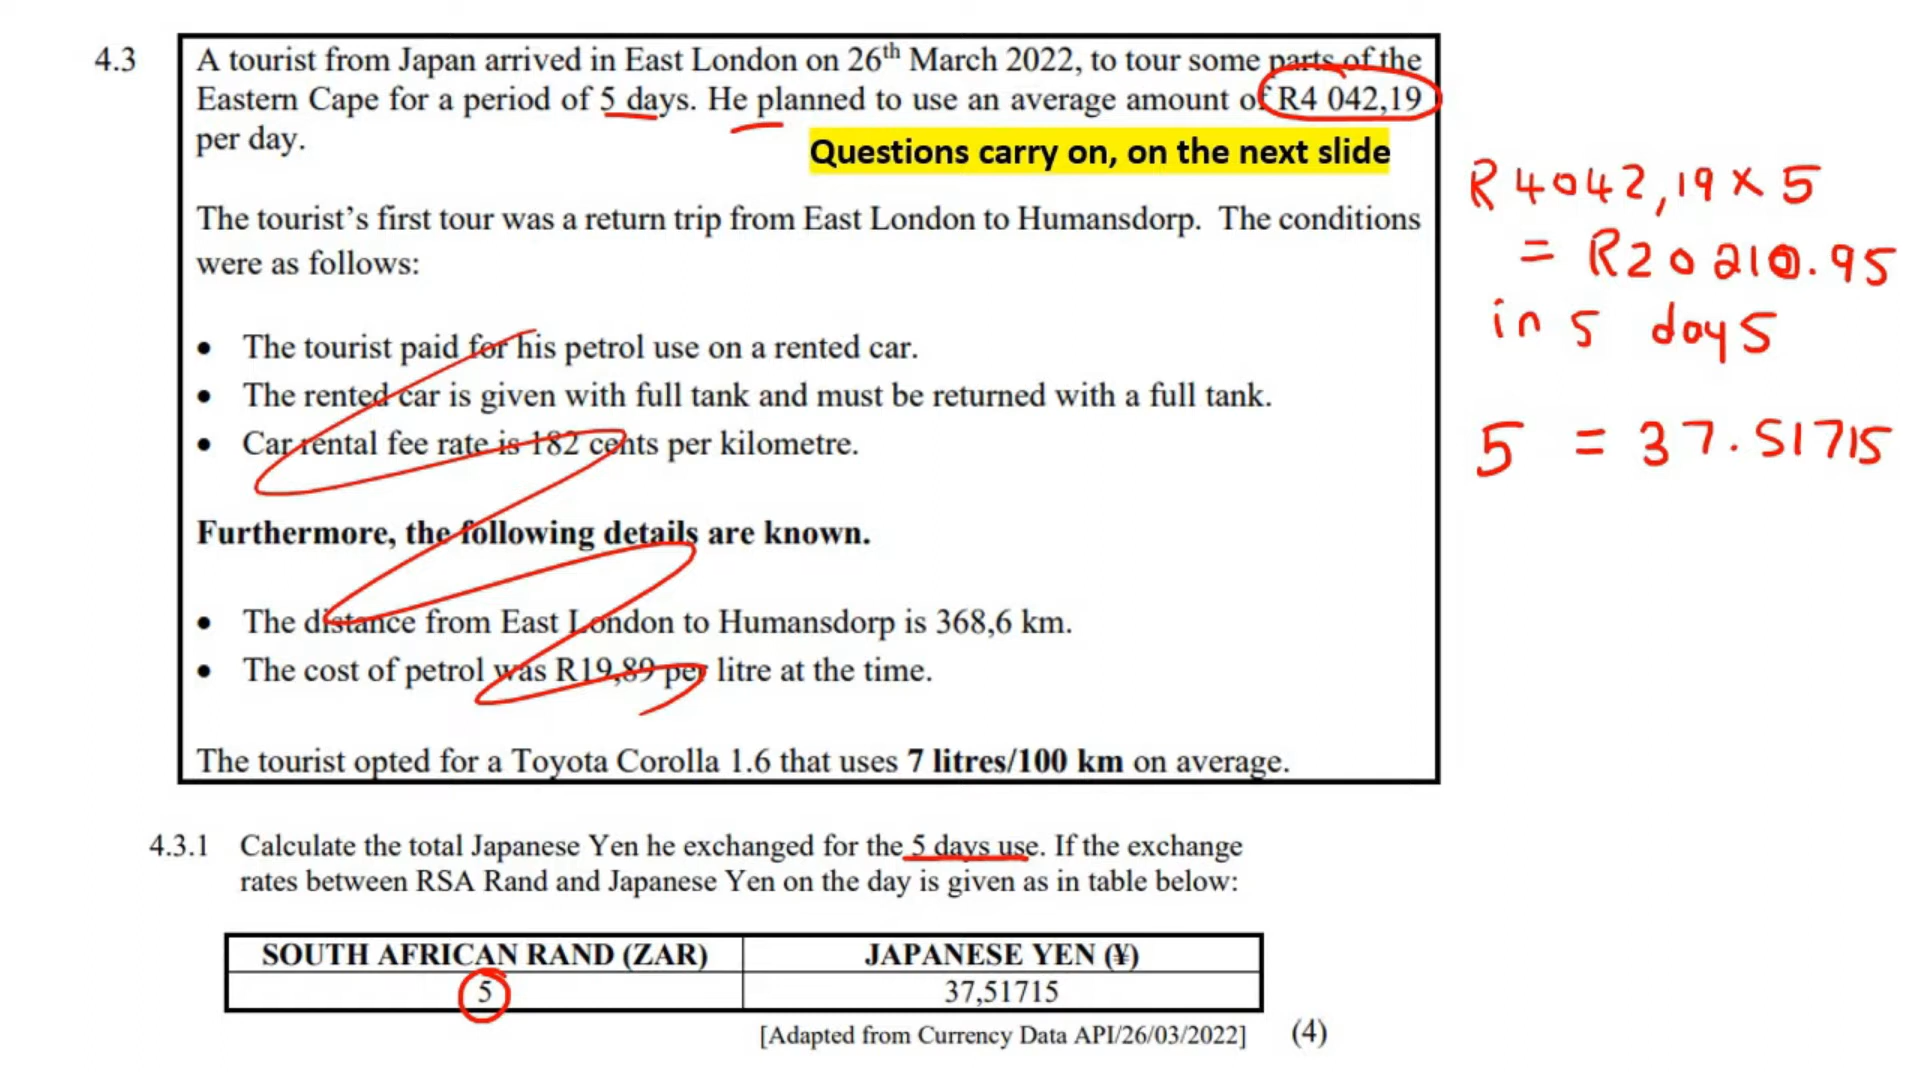 4.3
A tourist from Japan arrived in East London on 26th March 2022, to tour some parts of the
Eastern Cape for a period of 5 days. He planned to use an average amount of R4 042,19
per day.
Questions carry on, on the next slide
R4042,19 × 5
= R20 210.95
in 5 days
5 = 37.51715
The tourist's first tour was a return trip from East London to Humansdorp. The conditions
were as follows:
• The tourist paid for his petrol use on a rented car.
• The rented car is given with full tank and must be returned with a full tank.
• Car rental fee rate is 182 cents per kilometre.
Furthermore, the following details are known.
• The distance from East London to Humansdorp is 368,6 km.
• The cost of petrol was R19,89 per litre at the time.
The tourist opted for a Toyota Corolla 1.6 that uses 7 litres/100 km on average.
4.3.1 Calculate the total Japanese Yen he exchanged for the 5 days use. If the exchange
rates between RSA Rand and Japanese Yen on the day is given as in table below:
SOUTH AFRICAN RAND (ZAR) JAPANESE YEN (¥)
5 37,51715
[Adapted from Currency Data API/26/03/2022] (4)